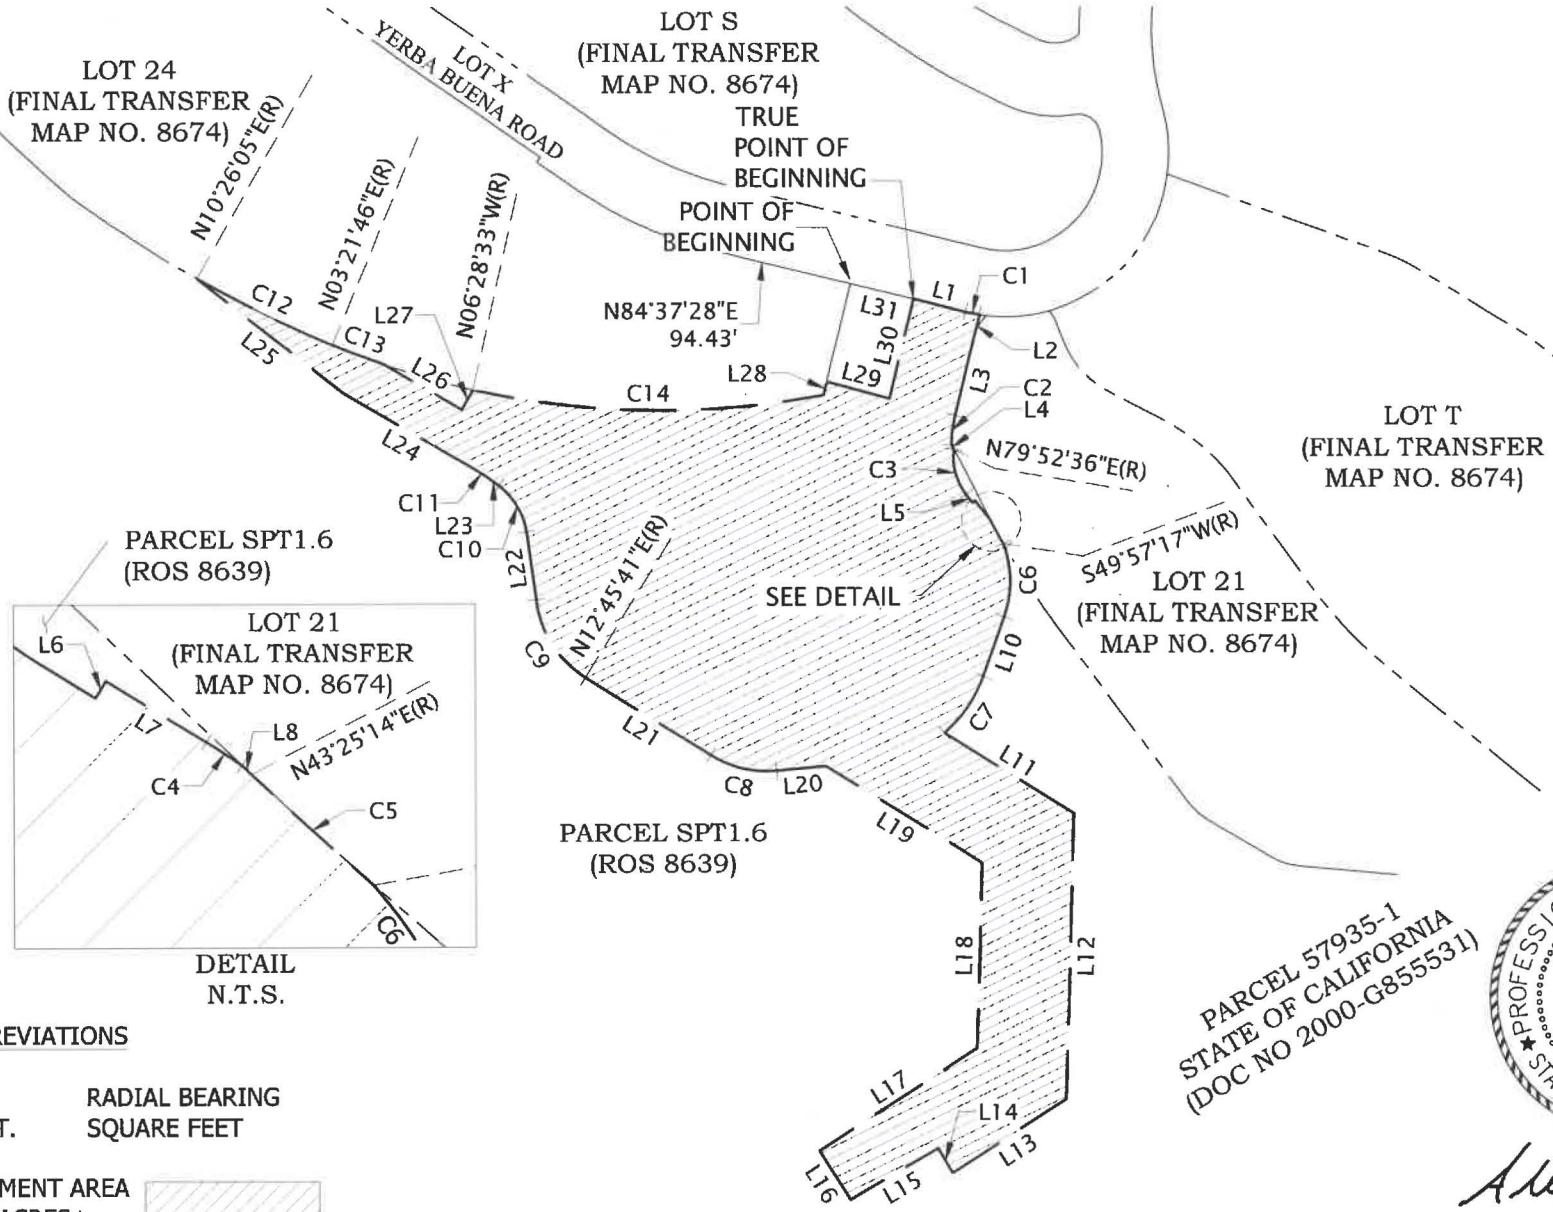 LOT S
(FINAL TRANSFER
MAP NO. 8674)
LOT 24
(FINAL TRANSFER
MAP NO. 8674)
YERBA BUENA ROAD
LOT X
TRUE
POINT OF
BEGINNING
POINT OF
BEGINNING
N10°26'05"E(R)
N03°21'46"E(R)
N06°28'33"W(R)
N84°37'28"E
94.43'
L31
L1
C1
L2
L30
L29
L28
L3
C2
L4
C12
C13
L27
L26
L25
C14
L24
N79°52'36"E(R)
C3
L5
LOT T
(FINAL TRANSFER
MAP NO. 8674)
C11
L23
C10
L22
C9
N12°45'41"E(R)
S49°57'17"W(R)
SEE DETAIL
C6
LOT 21
(FINAL TRANSFER
MAP NO. 8674)
L10
C7
L11
L21
C8
L20
L19
PARCEL SPT1.6
(ROS 8639)
LOT 21
(FINAL TRANSFER
MAP NO. 8674)
L6
L7
L8
N43°25'14"E(R)
C4
C5
C6
DETAIL
N.T.S.
PARCEL SPT1.6
(ROS 8639)
L18
L12
L17
L14
L13
L16
L15
PARCEL 57935-1
STATE OF CALIFORNIA
(DOC NO 2000-G855531)
REVIATIONS
RADIAL BEARING
T. SQUARE FEET
MENT AREA
PROFESSIO
STA